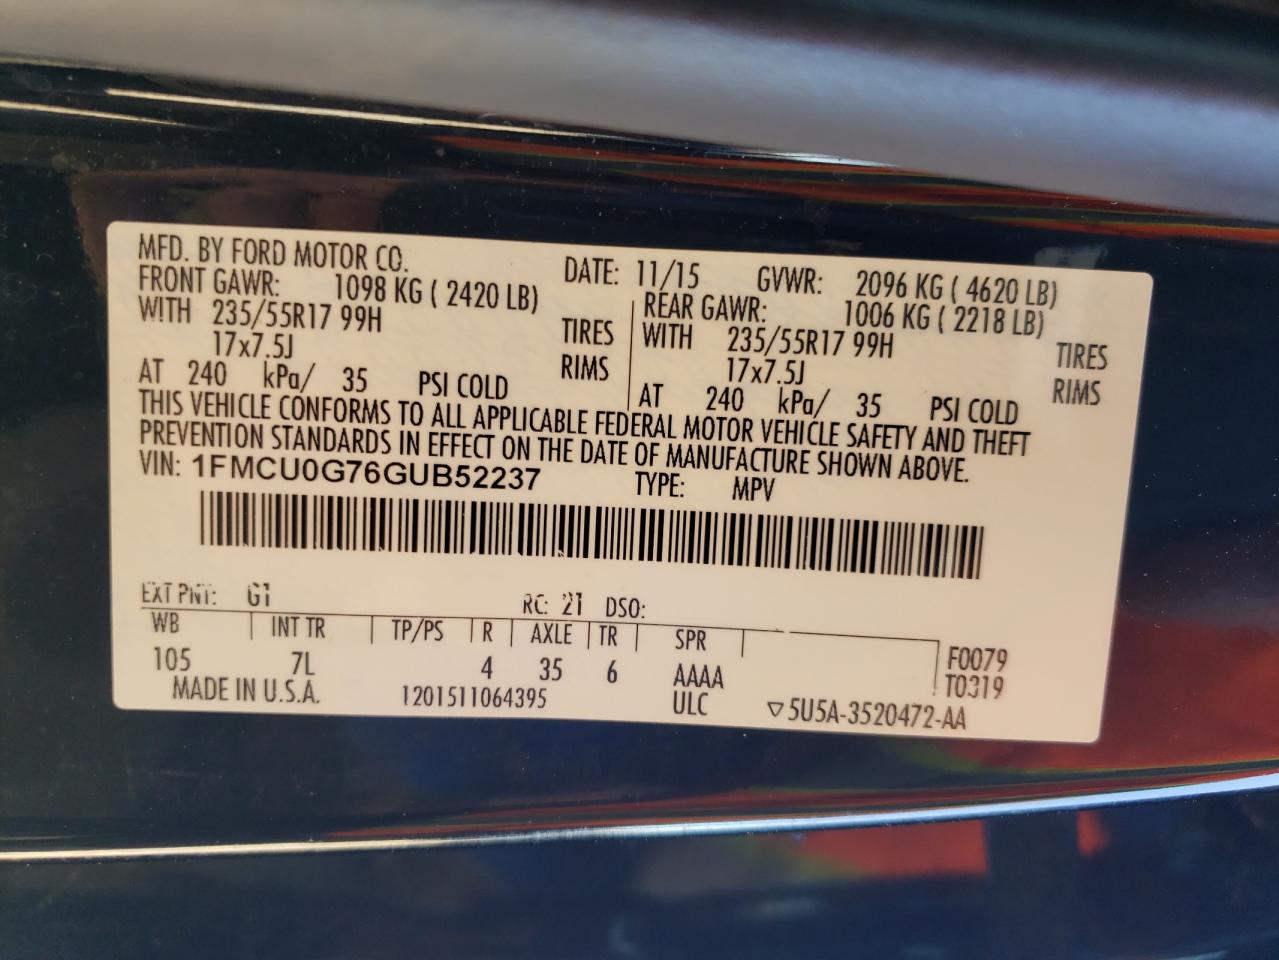 MFD. BY FORD MOTOR CO. DATE: 11/15 GVWR: 2096 KG ( 4620 LB)
FRONT GAWR: 1098 KG ( 2420 LB) REAR GAWR: 1006 KG ( 2218 LB)
WITH 235/55R17 99H TIRES WITH 235/55R17 99H TIRES
17x7.5J RIMS 17x7.5J RIMS
AT 240 kPa/ 35 PSI COLD AT 240 kPa/ 35 PSI COLD
THIS VEHICLE CONFORMS TO ALL APPLICABLE FEDERAL MOTOR VEHICLE SAFETY AND THEFT
PREVENTION STANDARDS IN EFFECT ON THE DATE OF MANUFACTURE SHOWN ABOVE.
VIN: 1FMCU0G76GUB52237 TYPE: MPV
EXT PNT: G1 RC: 21 DSO:
WB INT TR TP/PS R AXLE TR SPR F0079
105 7L 4 35 6 AAAA T0319
MADE IN U.S.A. 1201511064395 ULC ▽5U5A-3520472-AA